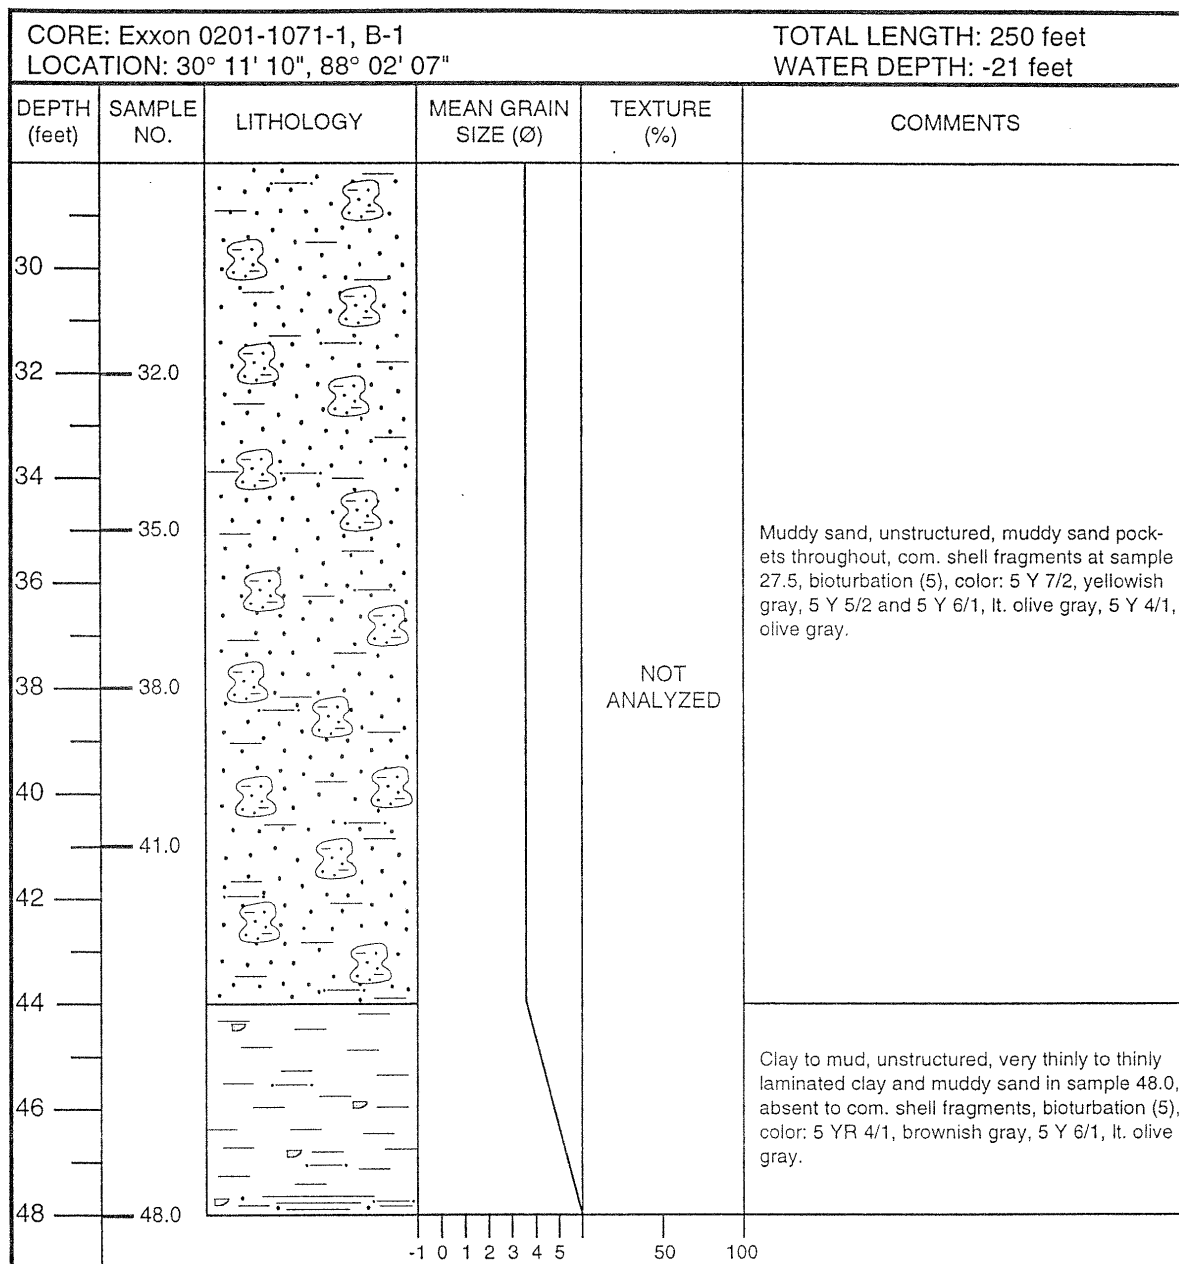 CORE: Exxon 0201-1071-1, B-1
TOTAL LENGTH: 250 feet
LOCATION: 30° 11' 10", 88° 02' 07"
WATER DEPTH: -21 feet
DEPTH (feet)
SAMPLE NO.
LITHOLOGY
MEAN GRAIN SIZE (Ø)
TEXTURE (%)
COMMENTS
30
32
32.0
34
35.0
36
38
38.0
40
41.0
42
44
46
48
48.0
NOT
ANALYZED
Muddy sand, unstructured, muddy sand pock-
ets throughout, com. shell fragments at sample
27.5, bioturbation (5), color: 5 Y 7/2, yellowish
gray, 5 Y 5/2 and 5 Y 6/1, lt. olive gray, 5 Y 4/1,
olive gray.
Clay to mud, unstructured, very thinly to thinly
laminated clay and muddy sand in sample 48.0,
absent to com. shell fragments, bioturbation (5),
color: 5 YR 4/1, brownish gray, 5 Y 6/1, lt. olive
gray.
-1 0 1 2 3 4 5
50 100